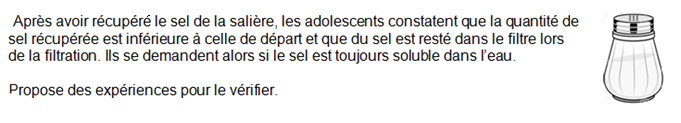 Après avoir récupéré le sel de la salière, les adolescents constatent que la quantité de
sel récupérée est inférieure à celle de départ et que du sel est resté dans le filtre lors
de la filtration. Ils se demandent alors si le sel est toujours soluble dans l'eau.
Propose des expériences pour le vérifier.